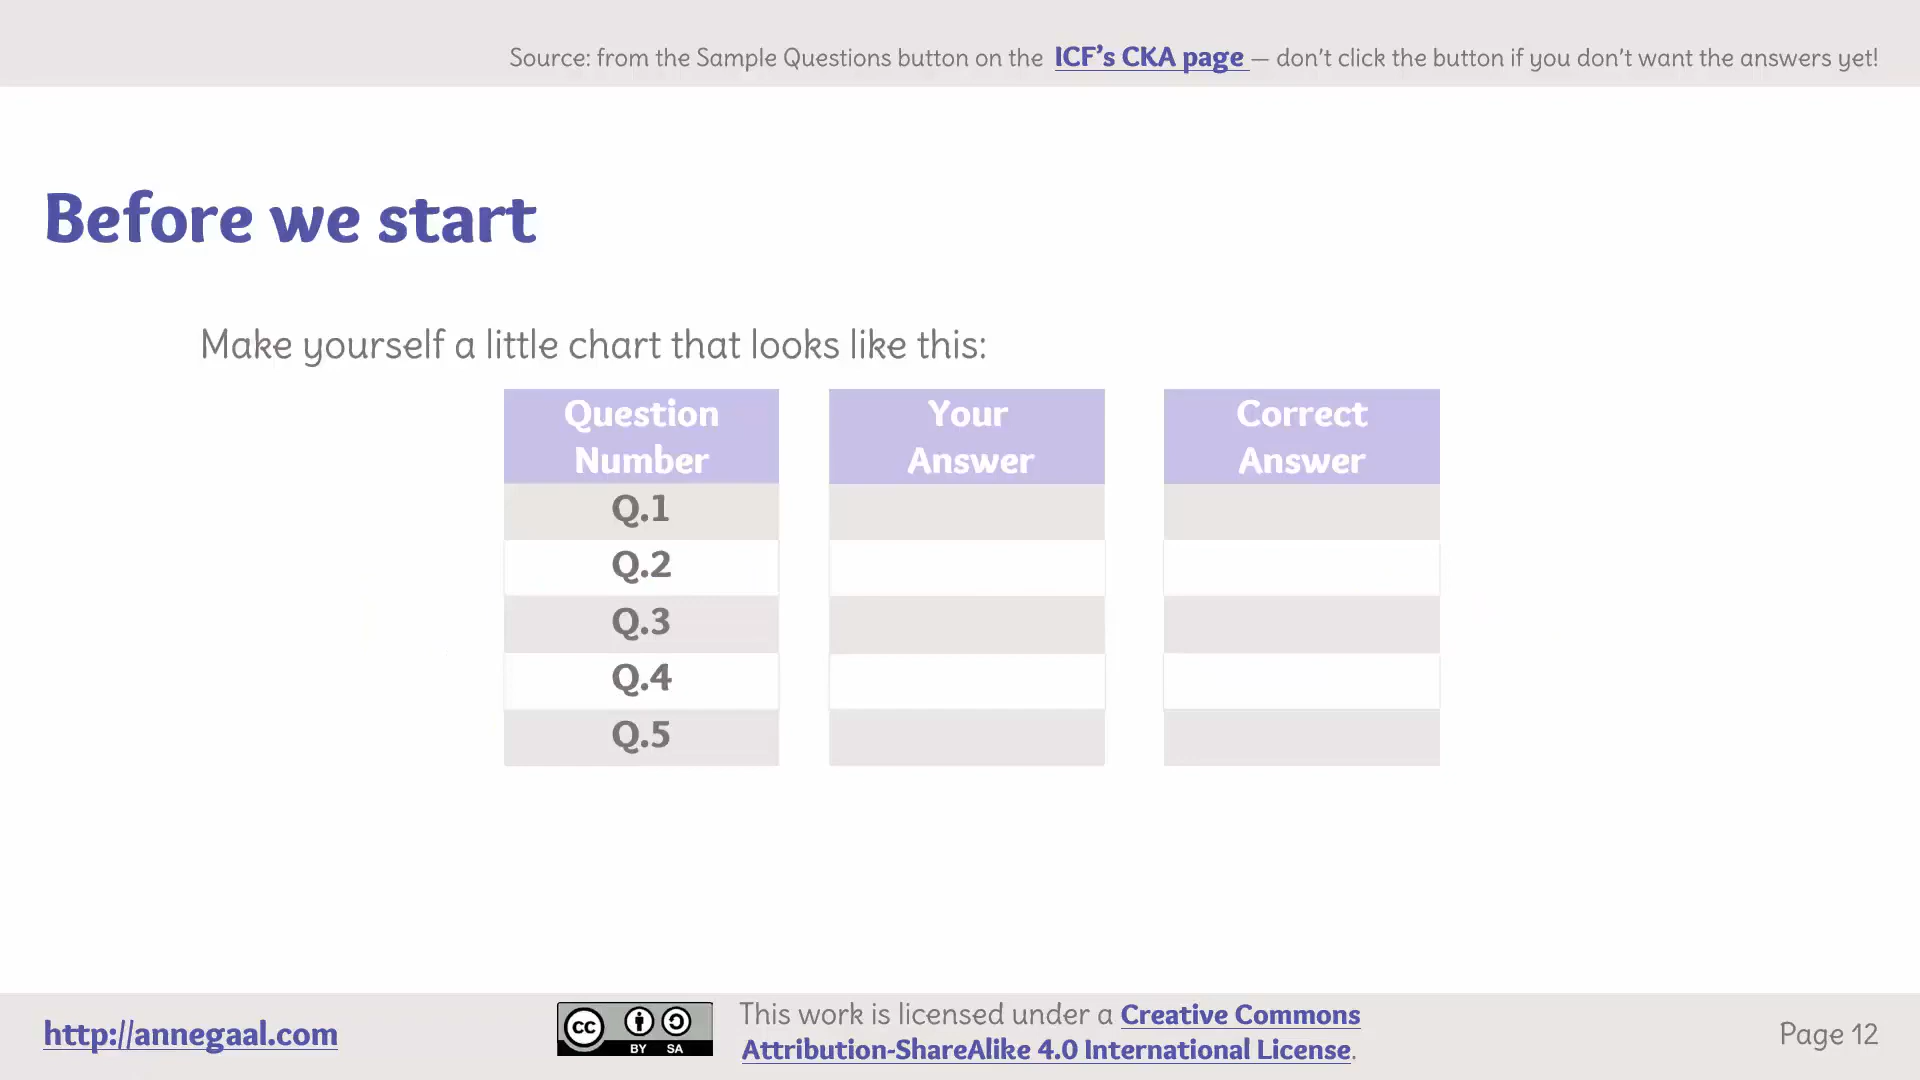 Source: from the Sample Questions button on the ICF’s CKA page — don’t click the button if you don’t want the answers yet!
Before we start
Make yourself a little chart that looks like this:
Question Number
Your Answer
Correct Answer
Q.1
Q.2
Q.3
Q.4
Q.5
http://annegaal.com
cc BY SA
This work is licensed under a Creative Commons
Attribution-ShareAlike 4.0 International License.
Page 12